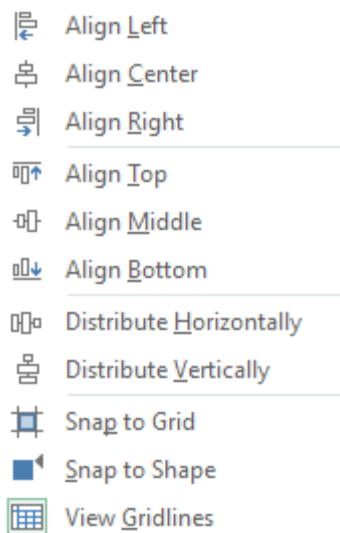 Align Left
Align Center
Align Right
Align Top
Align Middle
Align Bottom
Distribute Horizontally
Distribute Vertically
Snap to Grid
Snap to Shape
View Gridlines